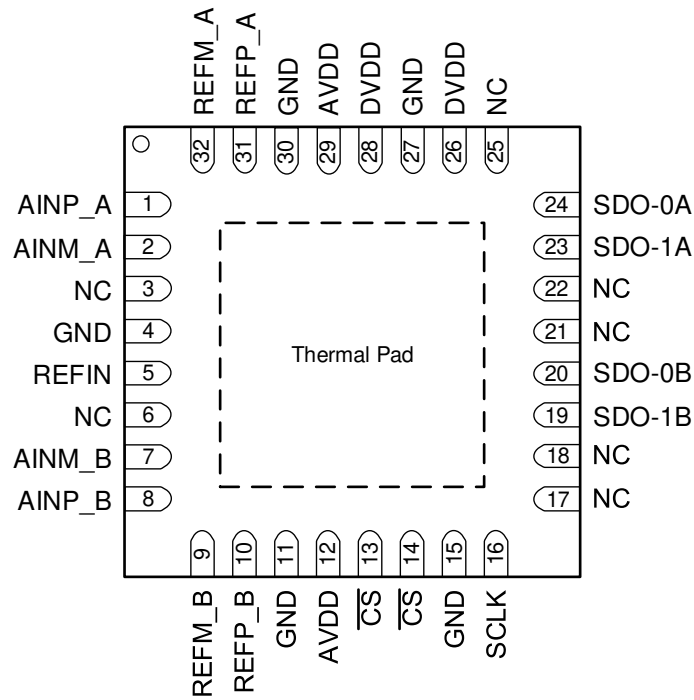 REFM_A
REFP_A
GND
AVDD
DVDD
GND
DVDD
NC
32
31
30
29
28
27
26
25
AINP_A 1
AINM_A 2
NC 3
GND 4
REFIN 5
NC 6
AINM_B 7
AINP_B 8
Thermal Pad
24 SDO-0A
23 SDO-1A
22 NC
21 NC
20 SDO-0B
19 SDO-1B
18 NC
17 NC
9
10
11
12
13
14
15
16
REFM_B
REFP_B
GND
AVDD
C̅S̅
C̅S̅
GND
SCLK